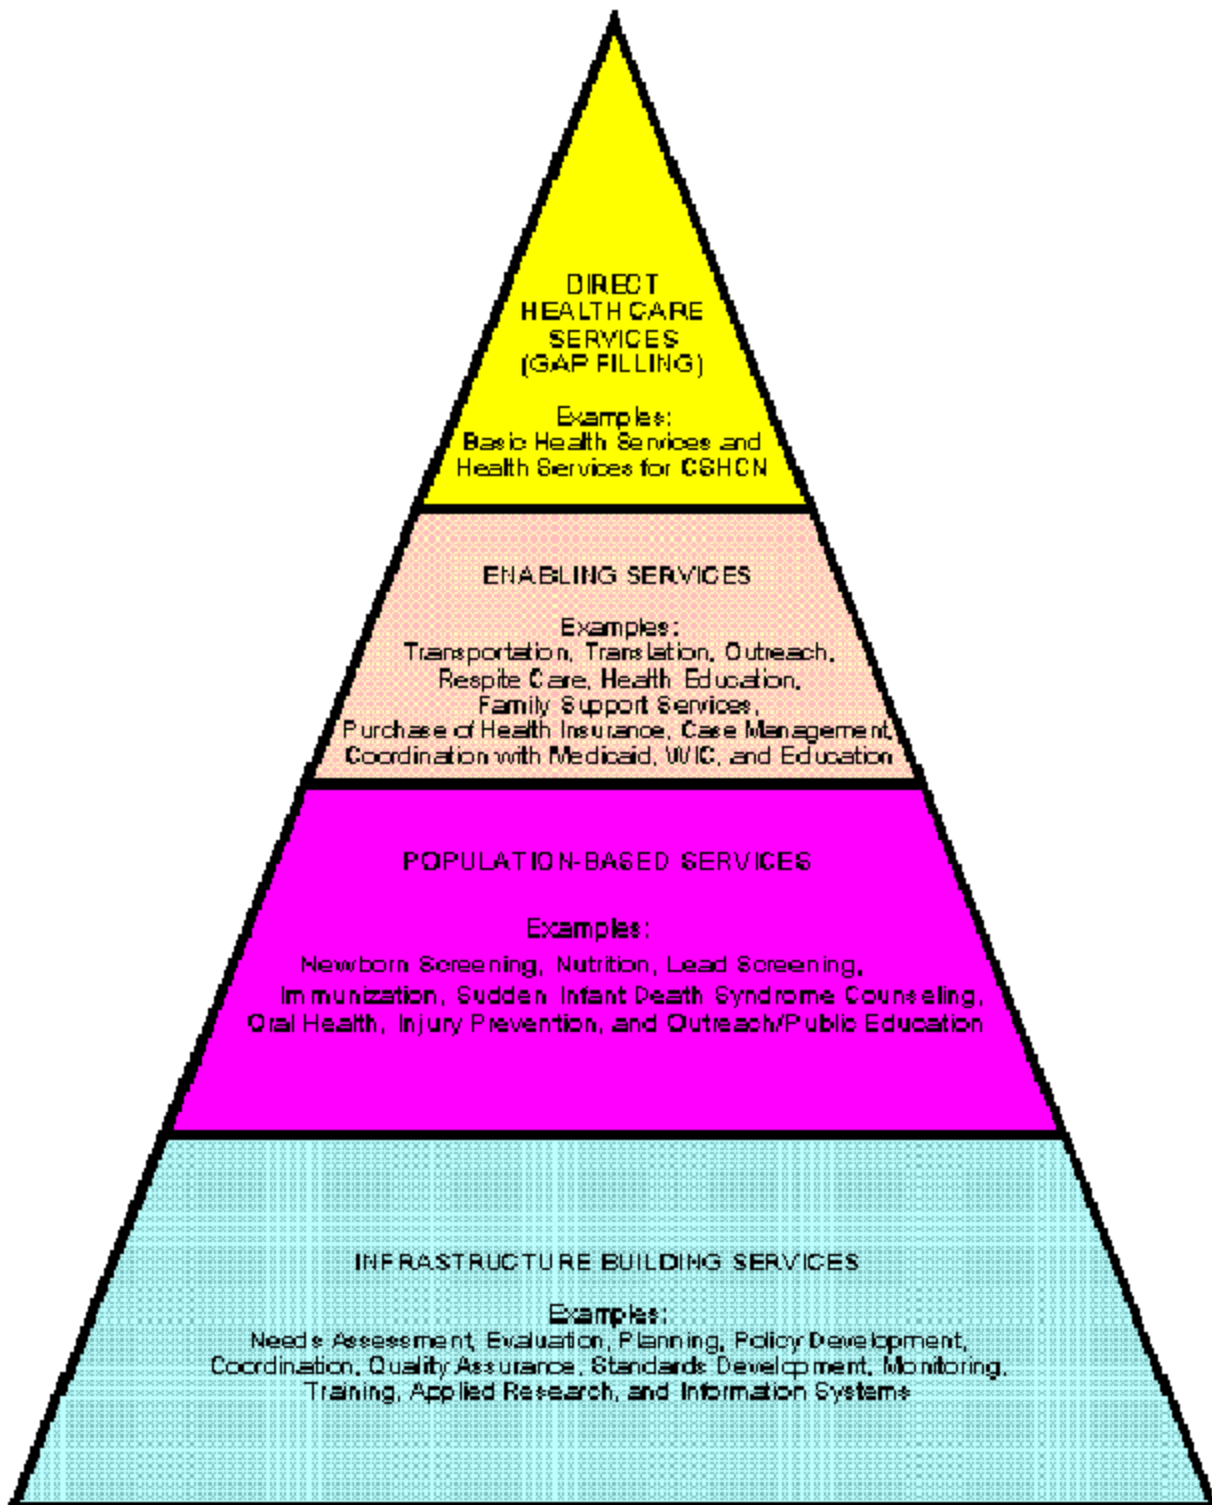 DIRECT
HEALTH CARE
SERVICES
(GAP FILLING)
Examples:
Basic Health Services and
Health Services for CSHCN
ENABLING SERVICES
Examples:
Transportation, Translation, Outreach,
Respite Care, Health Education,
Family Support Services,
Purchase of Health Insurance, Case Management,
Coordination with Medicaid, WIC, and Education
POPULATION-BASED SERVICES
Examples:
Newborn Screening, Nutrition, Lead Screening,
Immunization, Sudden Infant Death Syndrome Counseling,
Oral Health, Injury Prevention, and Outreach/Public Education
INFRASTRUCTURE BUILDING SERVICES
Examples:
Needs Assessment, Evaluation, Planning, Policy Development,
Coordination, Quality Assurance, Standards Development, Monitoring,
Training, Applied Research, and Information Systems